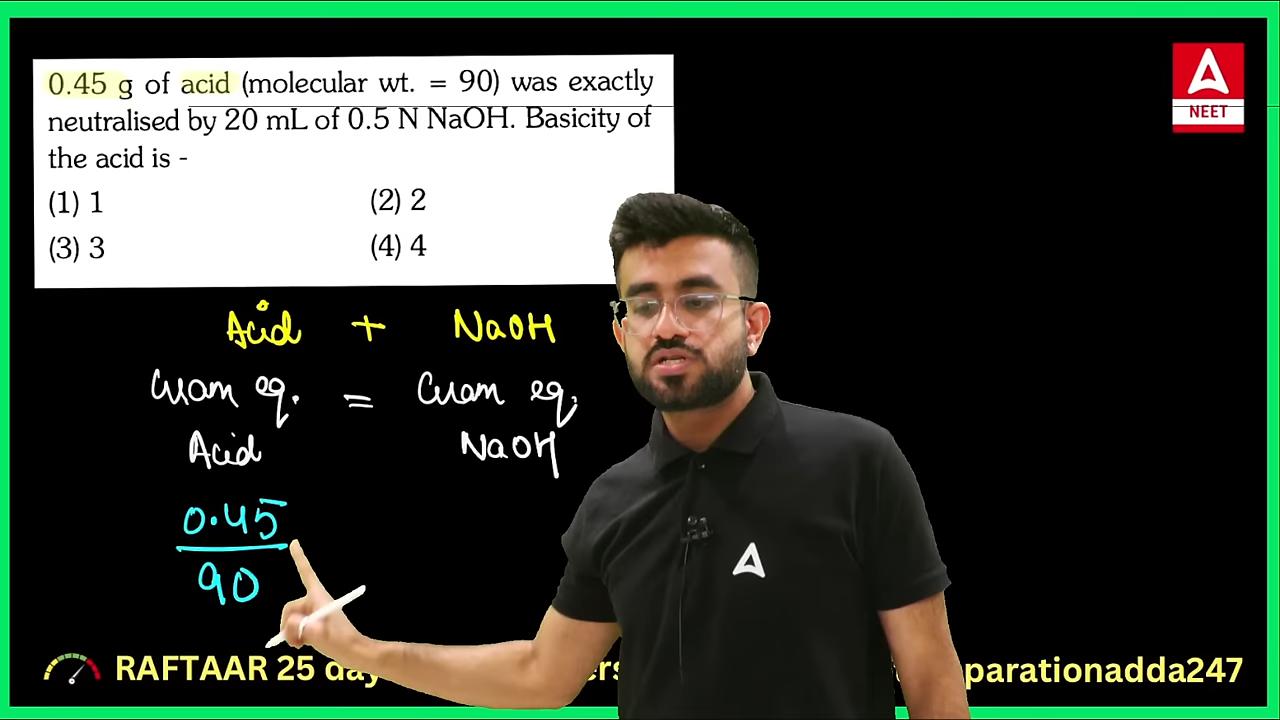 0.45 g of acid (molecular wt. = 90) was exactly
neutralised by 20 mL of 0.5 N NaOH. Basicity of
the acid is -
(1) 1 (2) 2
(3) 3 (4) 4
NEET
Acid + NaOH
Gram eq. = Gram eq.
Acid NaOH
0.45
90
RAFTAAR 25 day parationadda247